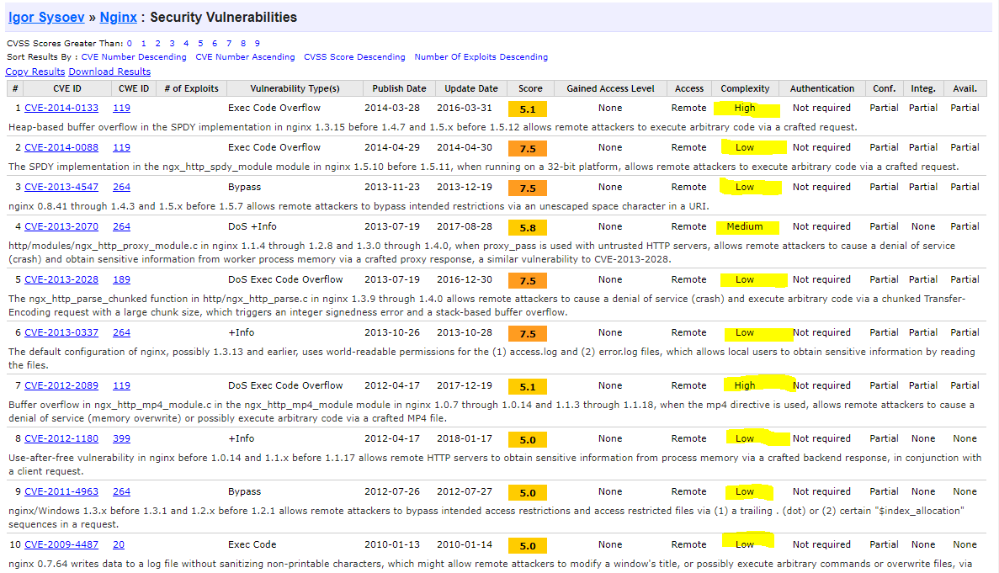 Igor Sysoev » Nginx : Security Vulnerabilities
CVSS Scores Greater Than: 0 1 2 3 4 5 6 7 8 9
Sort Results By : CVE Number Descending CVE Number Ascending CVSS Score Descending Number Of Exploits Descending
Copy Results Download Results
# CVE ID CWE ID # of Exploits Vulnerability Type(s) Publish Date Update Date Score Gained Access Level Access Complexity Authentication Conf. Integ. Avail.
1 CVE-2014-0133 119 Exec Code Overflow 2014-03-28 2016-03-31 5.1 None Remote High Not required Partial Partial Partial
Heap-based buffer overflow in the SPDY implementation in nginx 1.3.15 before 1.4.7 and 1.5.x before 1.5.12 allows remote attackers to execute arbitrary code via a crafted request.
2 CVE-2014-0088 119 Exec Code Overflow 2014-04-29 2014-04-30 7.5 None Remote Low Not required Partial Partial Partial
The SPDY implementation in the ngx_http_spdy_module module in nginx 1.5.10 before 1.5.11, when running on a 32-bit platform, allows remote attackers to execute arbitrary code via a crafted request.
3 CVE-2013-4547 264 Bypass 2013-11-23 2013-12-19 7.5 None Remote Low Not required Partial Partial Partial
nginx 0.8.41 through 1.4.3 and 1.5.x before 1.5.7 allows remote attackers to bypass intended restrictions via an unescaped space character in a URI.
4 CVE-2013-2070 264 DoS +Info 2013-07-19 2017-08-28 5.8 None Remote Medium Not required Partial None Partial
http/modules/ngx_http_proxy_module.c in nginx 1.1.4 through 1.2.8 and 1.3.0 through 1.4.0, when proxy_pass is used with untrusted HTTP servers, allows remote attackers to cause a denial of service
(crash) and obtain sensitive information from worker process memory via a crafted proxy response, a similar vulnerability to CVE-2013-2028.
5 CVE-2013-2028 189 DoS Exec Code Overflow 2013-07-19 2016-12-30 7.5 None Remote Low Not required Partial Partial Partial
The ngx_http_parse_chunked function in http/ngx_http_parse.c in nginx 1.3.9 through 1.4.0 allows remote attackers to cause a denial of service (crash) and execute arbitrary code via a chunked Transfer-
Encoding request with a large chunk size, which triggers an integer signedness error and a stack-based buffer overflow.
6 CVE-2013-0337 264 +Info 2013-10-26 2013-10-28 7.5 None Remote Low Not required Partial Partial Partial
The default configuration of nginx, possibly 1.3.13 and earlier, uses world-readable permissions for the (1) access.log and (2) error.log files, which allows local users to obtain sensitive information by reading
the files.
7 CVE-2012-2089 119 DoS Exec Code Overflow 2012-04-17 2017-12-19 5.1 None Remote High Not required Partial Partial Partial
Buffer overflow in ngx_http_mp4_module.c in the ngx_http_mp4_module module in nginx 1.0.7 through 1.0.14 and 1.1.3 through 1.1.18, when the mp4 directive is used, allows remote attackers to cause a
denial of service (memory overwrite) or possibly execute arbitrary code via a crafted MP4 file.
8 CVE-2012-1180 399 +Info 2012-04-17 2018-01-17 5.0 None Remote Low Not required Partial None None
Use-after-free vulnerability in nginx before 1.0.14 and 1.1.x before 1.1.17 allows remote HTTP servers to obtain sensitive information from process memory via a crafted backend response, in conjunction with
a client request.
9 CVE-2011-4963 264 Bypass 2012-07-26 2012-07-27 5.0 None Remote Low Not required Partial None None
nginx/Windows 1.3.x before 1.3.1 and 1.2.x before 1.2.1 allows remote attackers to bypass intended access restrictions and access restricted files via (1) a trailing . (dot) or (2) certain "$index_allocation"
sequences in a request.
10 CVE-2009-4487 20 Exec Code 2010-01-13 2010-01-14 5.0 None Remote Low Not required Partial None None
nginx 0.7.64 writes data to a log file without sanitizing non-printable characters, which might allow remote attackers to modify a window's title, or possibly execute arbitrary commands or overwrite files, via